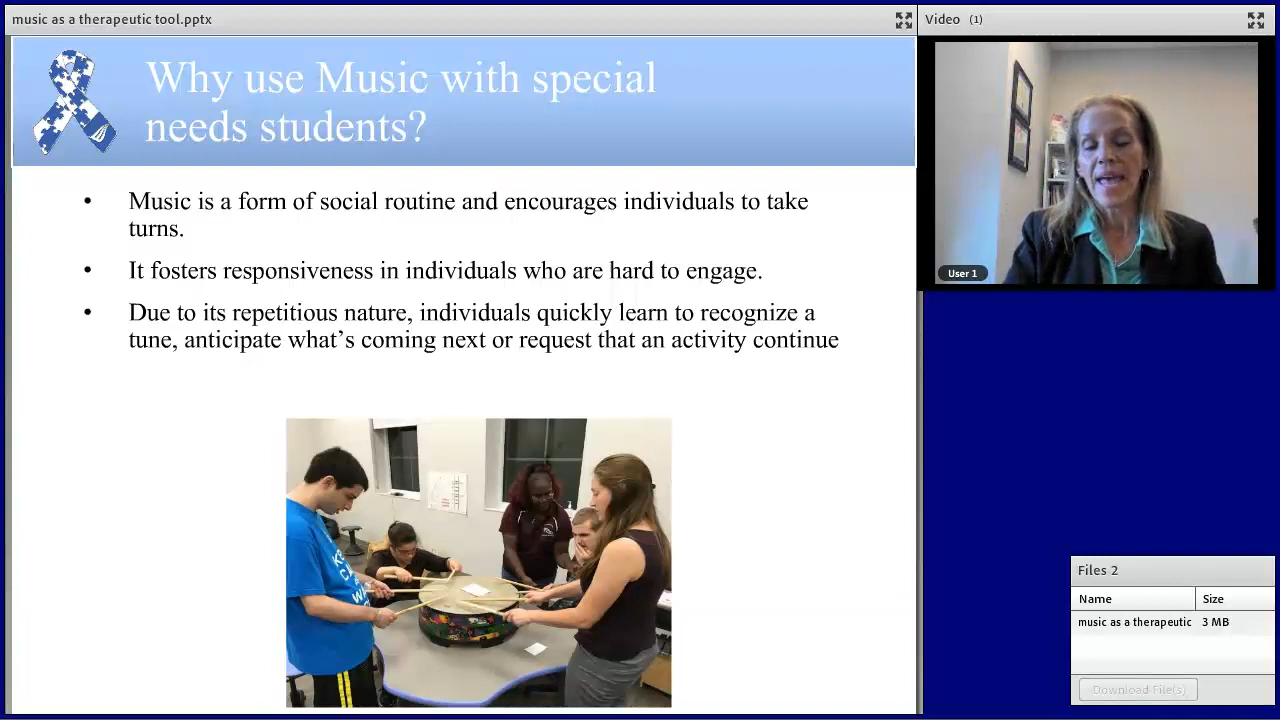 music as a therapeutic tool.pptx
Video (1)
Why use Music with special
needs students?
• Music is a form of social routine and encourages individuals to take
turns.
• It fosters responsiveness in individuals who are hard to engage.
• Due to its repetitious nature, individuals quickly learn to recognize a
tune, anticipate what's coming next or request that an activity continue
User 1
Files 2
Name Size
music as a therapeutic 3 MB
Download File(s)